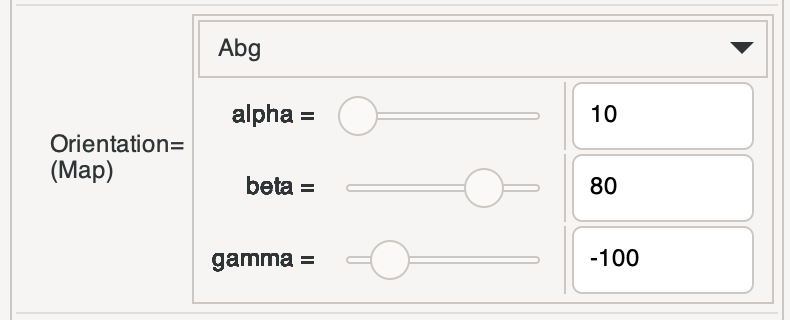 Abg
alpha = 10
Orientation=
(Map)
beta = 80
gamma = -100